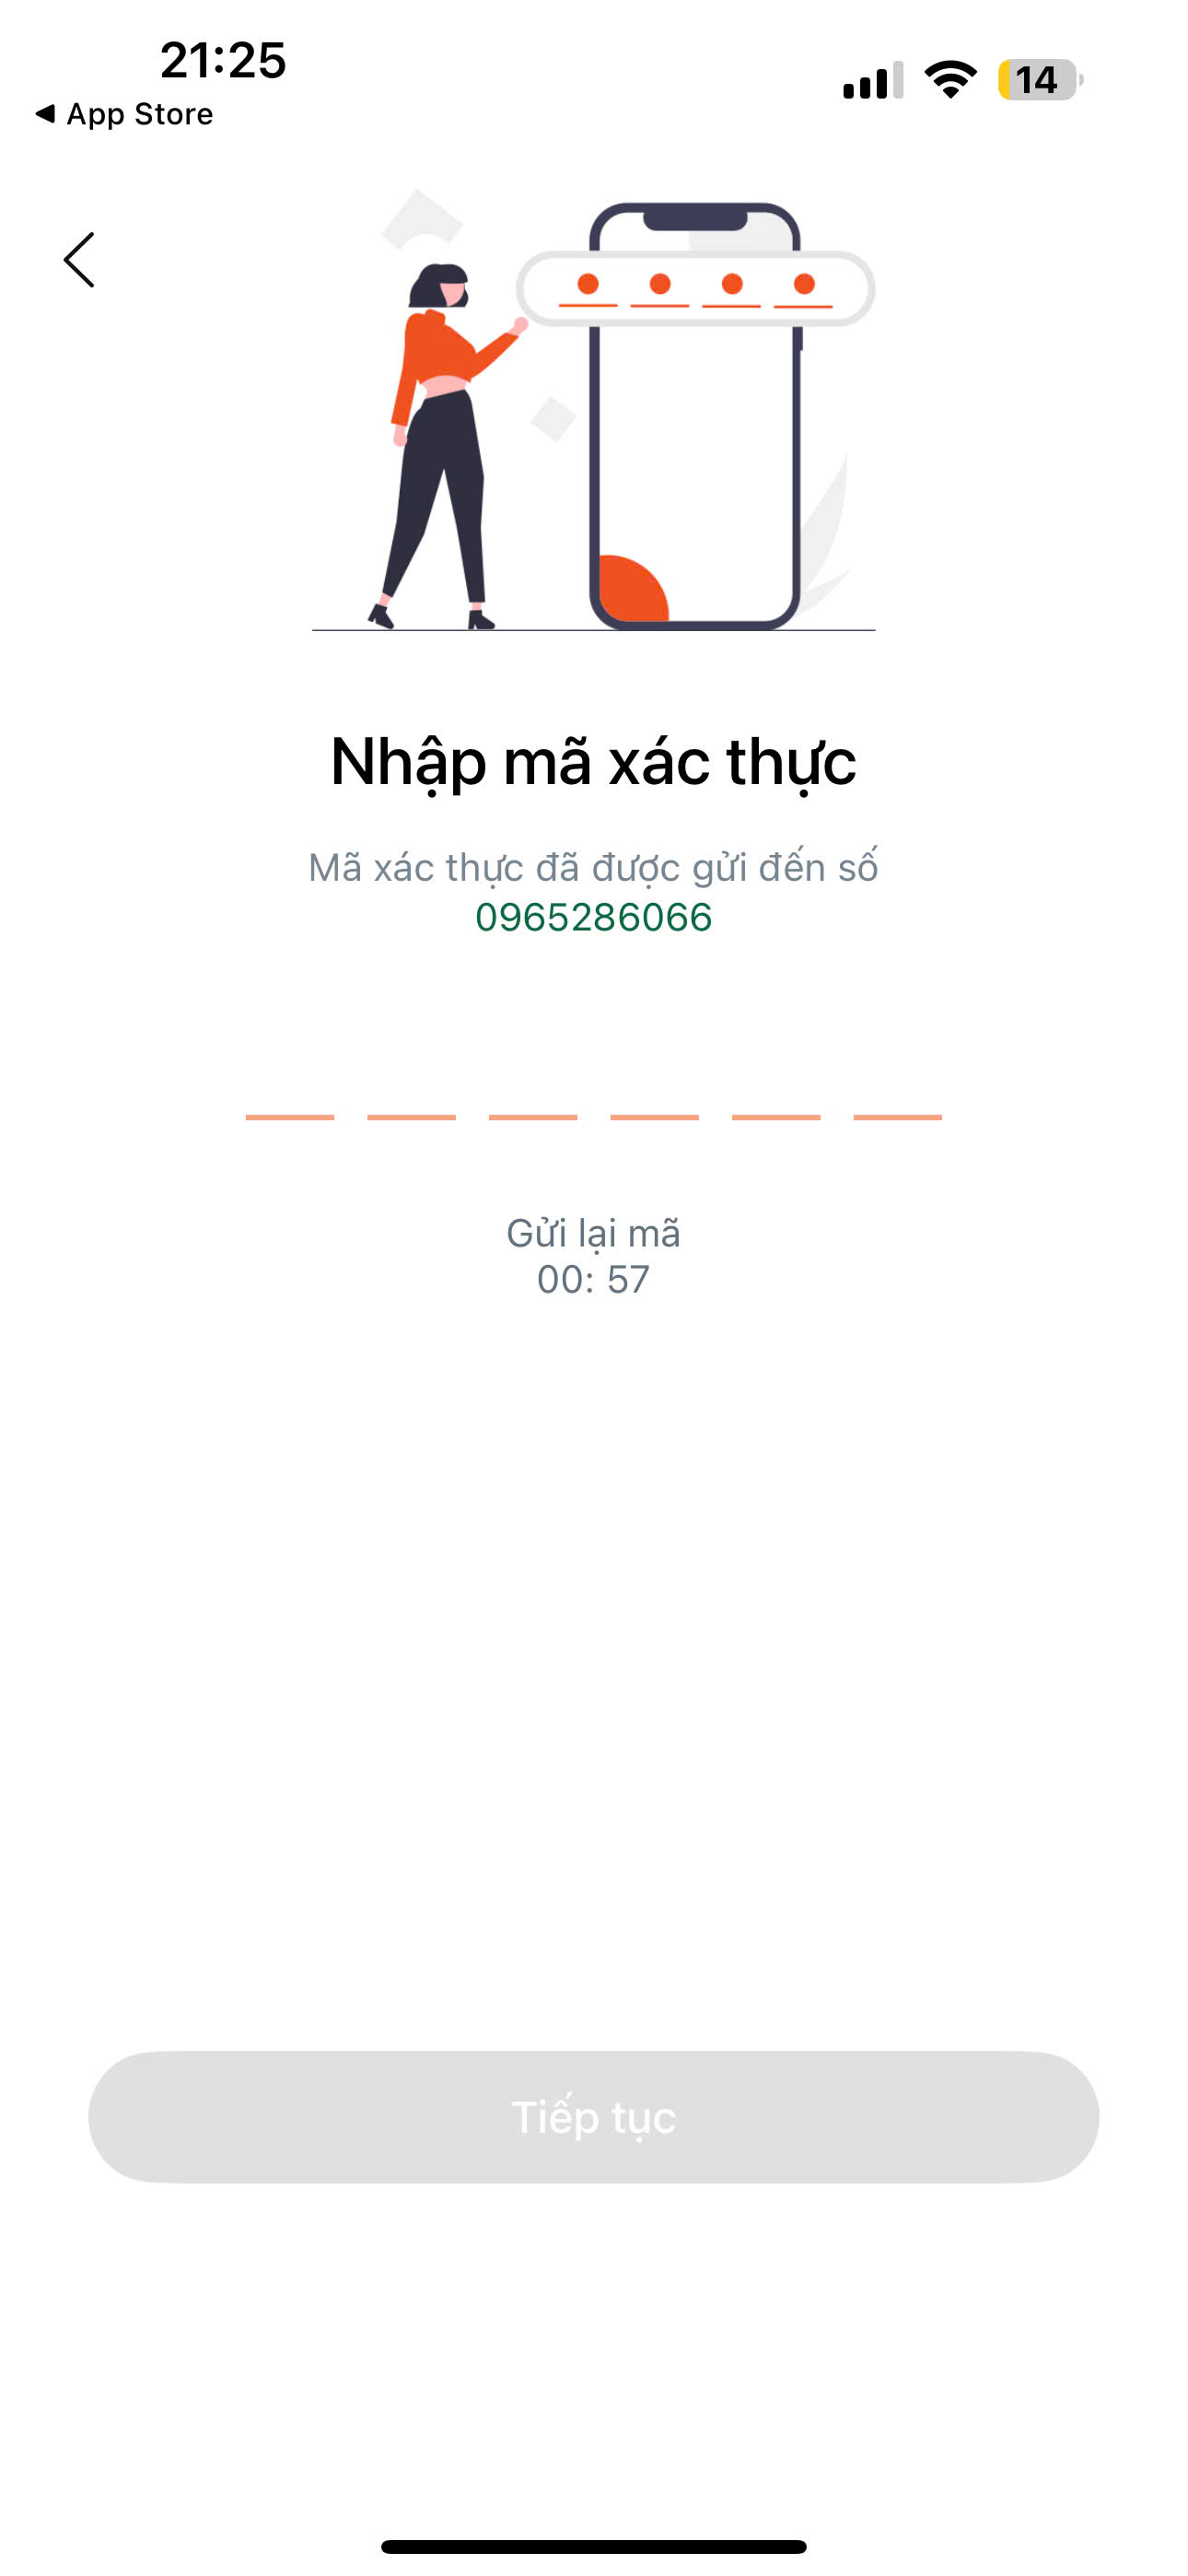 21:25
14
◀ App Store
Nhập mã xác thực
Mã xác thực đã được gửi đến số
0965286066
Gửi lại mã
00: 57
Tiếp tục